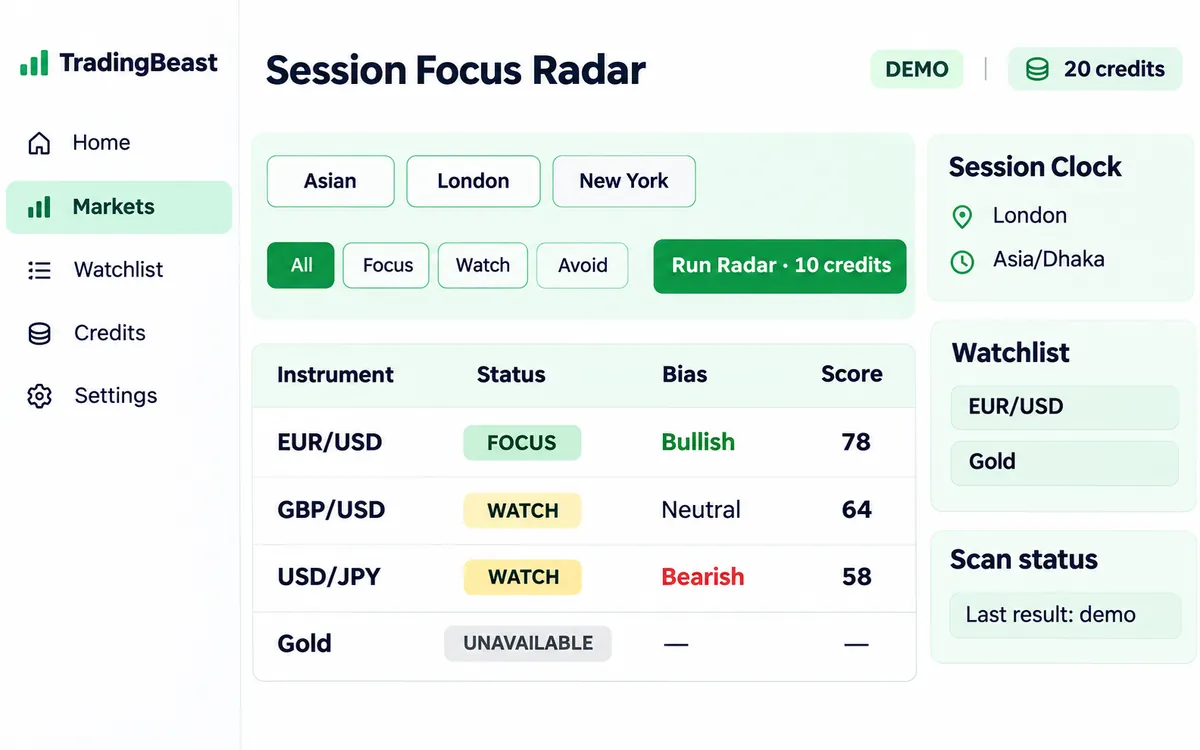 TradingBeast
Home
Markets
Watchlist
Credits
Settings
Session Focus Radar
DEMO
20 credits
Asian London New York
All Focus Watch Avoid Run Radar · 10 credits
Instrument Status Bias Score
EUR/USD FOCUS Bullish 78
GBP/USD WATCH Neutral 64
USD/JPY WATCH Bearish 58
Gold UNAVAILABLE — —
Session Clock
London
Asia/Dhaka
Watchlist
EUR/USD
Gold
Scan status
Last result: demo